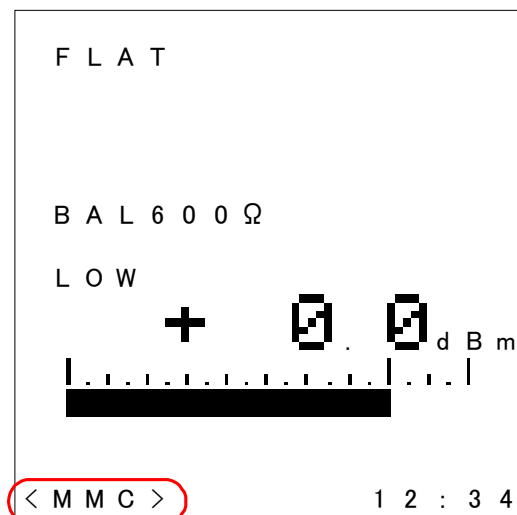 FLAT
BAL600Ω
LOW
+ 0.0dBm
<MMC> 12:34